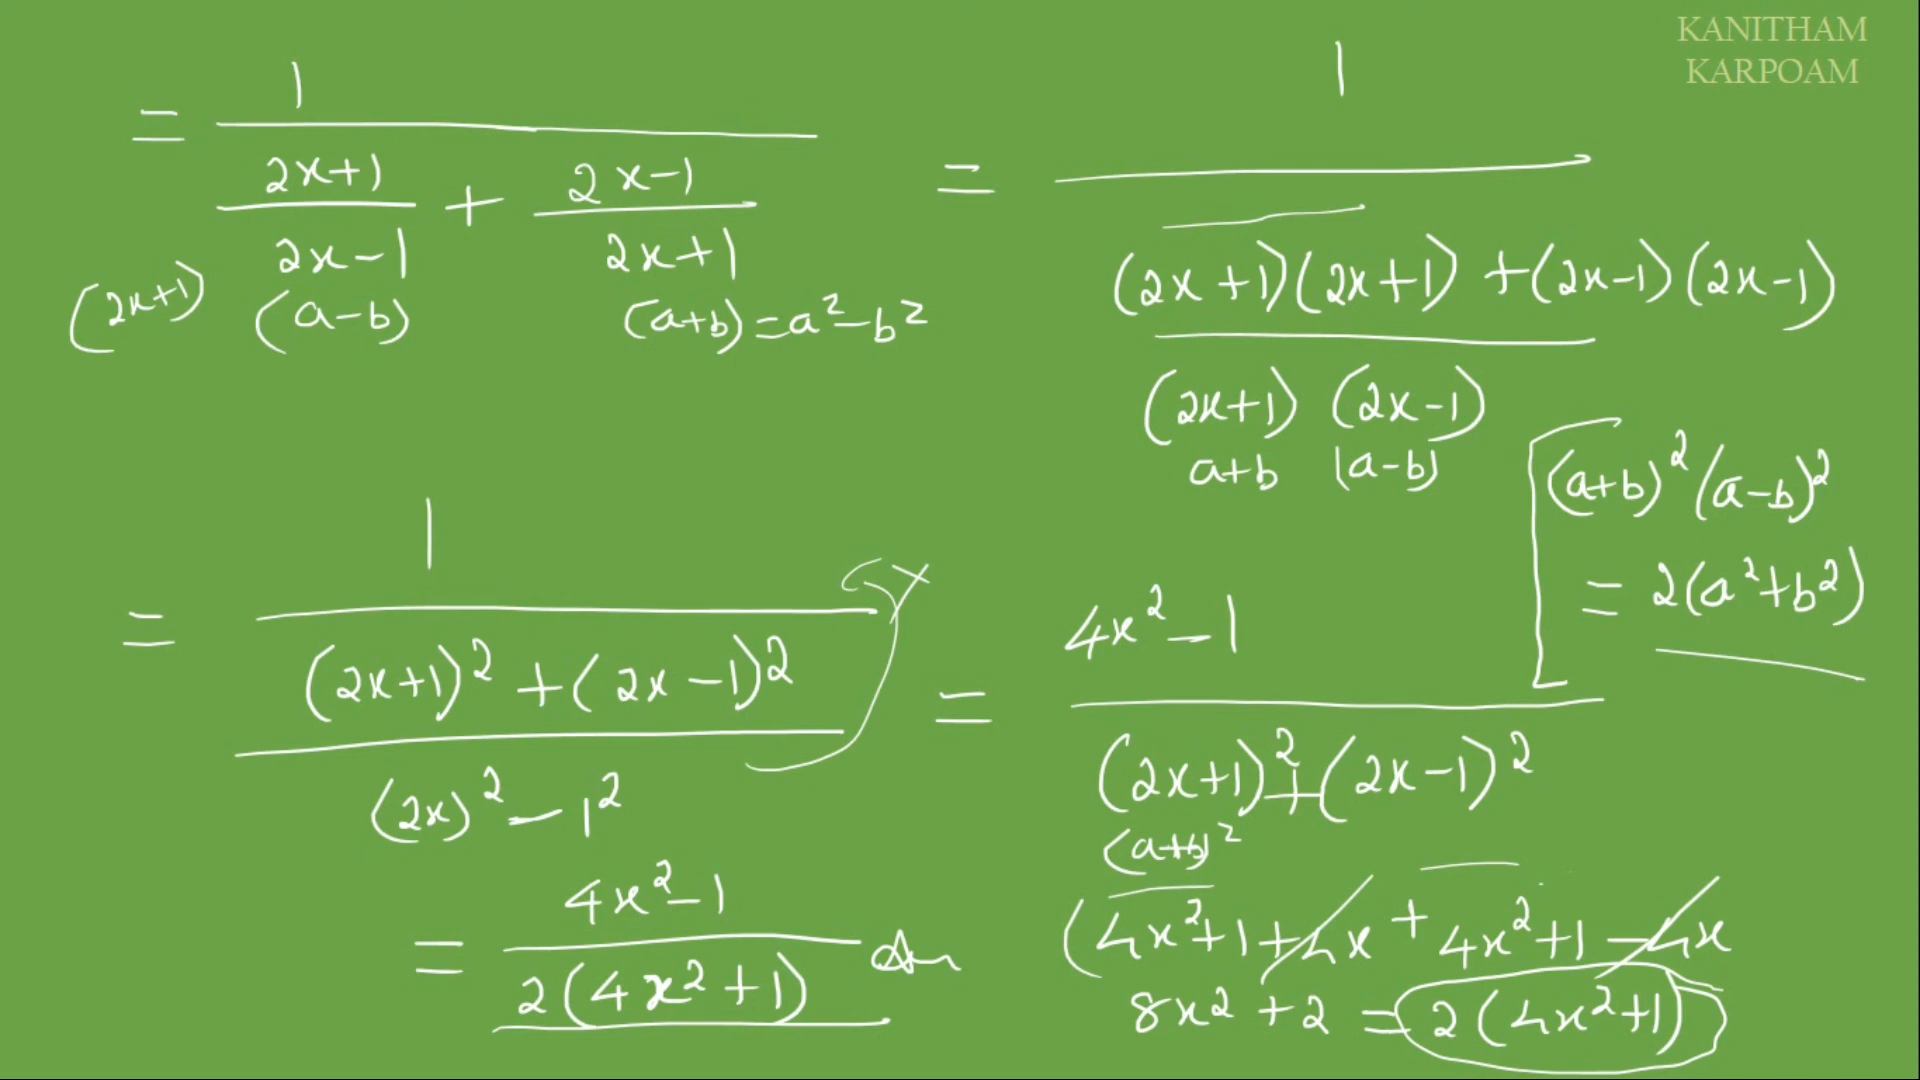 KANITHAM
KARPOAM
= 1 / ( (2x+1)/(2x-1) + (2x-1)/(2x+1) )
(2x+1) (a-b) (a+b) = a²-b²
= 1 / ( ((2x+1)(2x+1) + (2x-1)(2x-1)) / ((2x+1)(2x-1)) )
a+b (a-b)
(a+b)² (a-b)²
= 2(a²+b²)
= 1 / ( ((2x+1)² + (2x-1)²) / ((2x)² - 1²) )
= (4x²-1) / ((2x+1)² + (2x-1)²)
(a+b)²
(4x²+1+4x + 4x²+1-4x
8x²+2 = 2(4x²+1)
= (4x²-1) / (2(4x²+1))